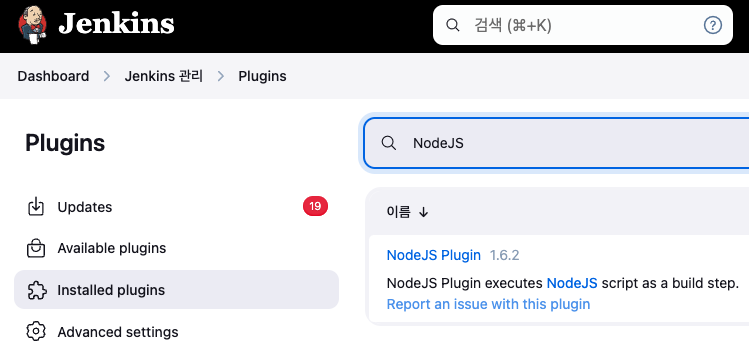 Jenkins
검색 (⌘+K)
Dashboard > Jenkins 관리 > Plugins
Plugins
NodeJS
Updates 19
Available plugins
Installed plugins
Advanced settings
이름 ↓
NodeJS Plugin 1.6.2
NodeJS Plugin executes NodeJS script as a build step.
Report an issue with this plugin